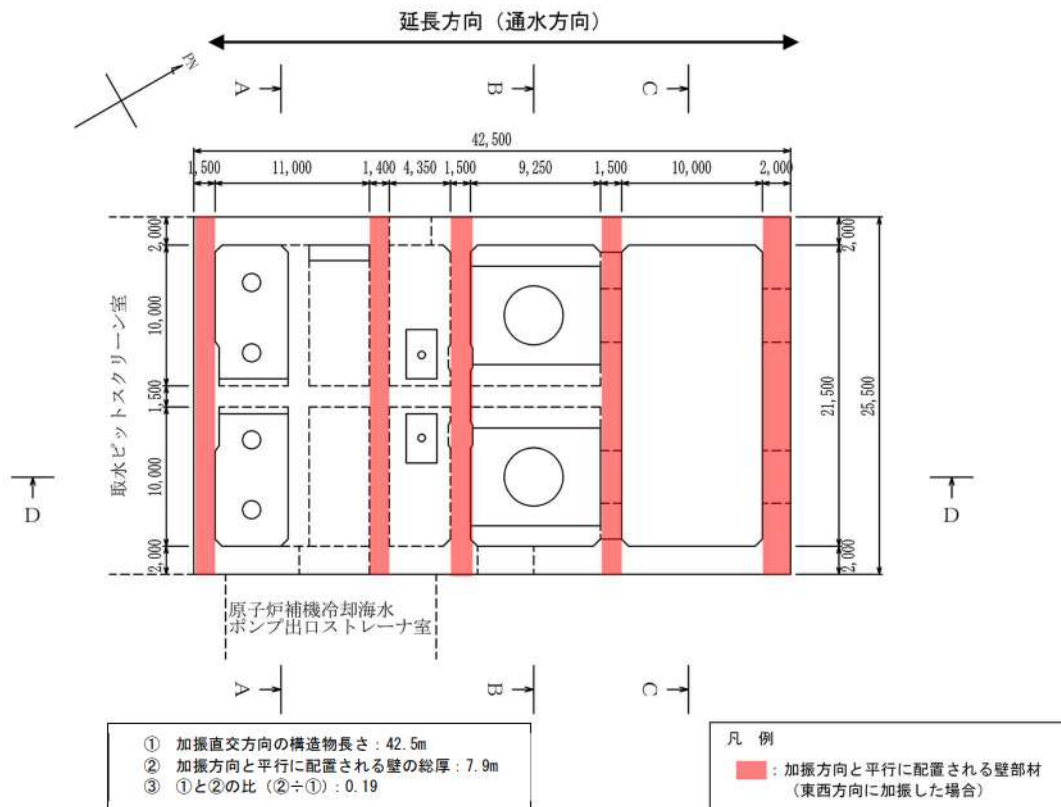 延長方向（通水方向）
PN
A
B
C
42,500
1,500
11,000
1,400
4,350
1,500
9,250
1,500
10,000
2,000
2,000
10,000
1,500
10,000
2,000
2,000
21,500
2,000
25,500
取水ピットスクリーン室
D
D
原子炉補機冷却海水
ポンプ出口ストレーナ室
A
B
C
① 加振直交方向の構造物長さ：42.5m
② 加振方向と平行に配置される壁の総厚：7.9m
③ ①と②の比（②÷①）：0.19
凡 例
：加振方向と平行に配置される壁部材
（東西方向に加振した場合）